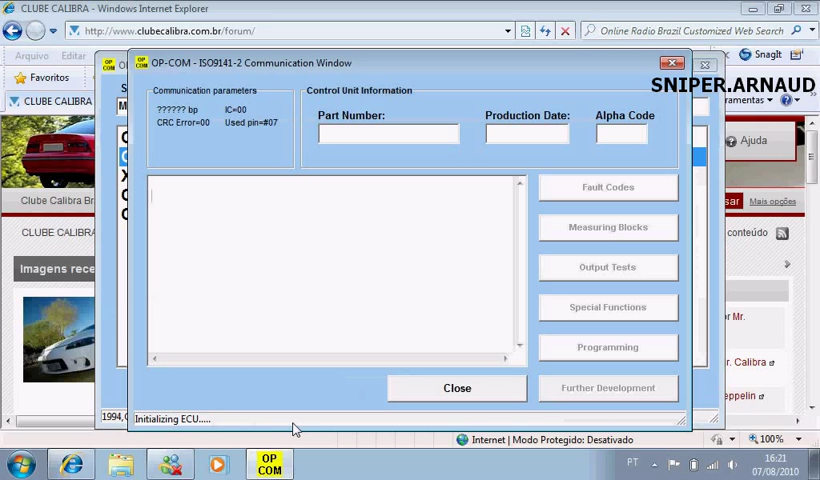 CLUBE CALIBRA - Windows Internet Explorer
http://www.clubecalibra.com.br/forum/
Online Radio Brazil Customized Web Search
Arquivo Editar
SnagIt
Favoritos
CLUBE CALIBRA
OP-COM - ISO9141-2 Communication Window
SNIPER.ARNAUD
Ajuda
Communication parameters
?????? bp IC=00
CRC Error=00 Used pin=#07
Control Unit Information
Part Number: Production Date: Alpha Code
Fault Codes
Measuring Blocks
Output Tests
Special Functions
Programming
Further Development
Close
Initializing ECU.....
Clube Calibra Br
Mais opções
CLUBE CALIBRA
conteúdo
Imagens rece
Mr.
. Calibra
eppelin
1994,
Internet | Modo Protegido: Desativado
100%
OP
COM
PT
16:21
07/08/2010